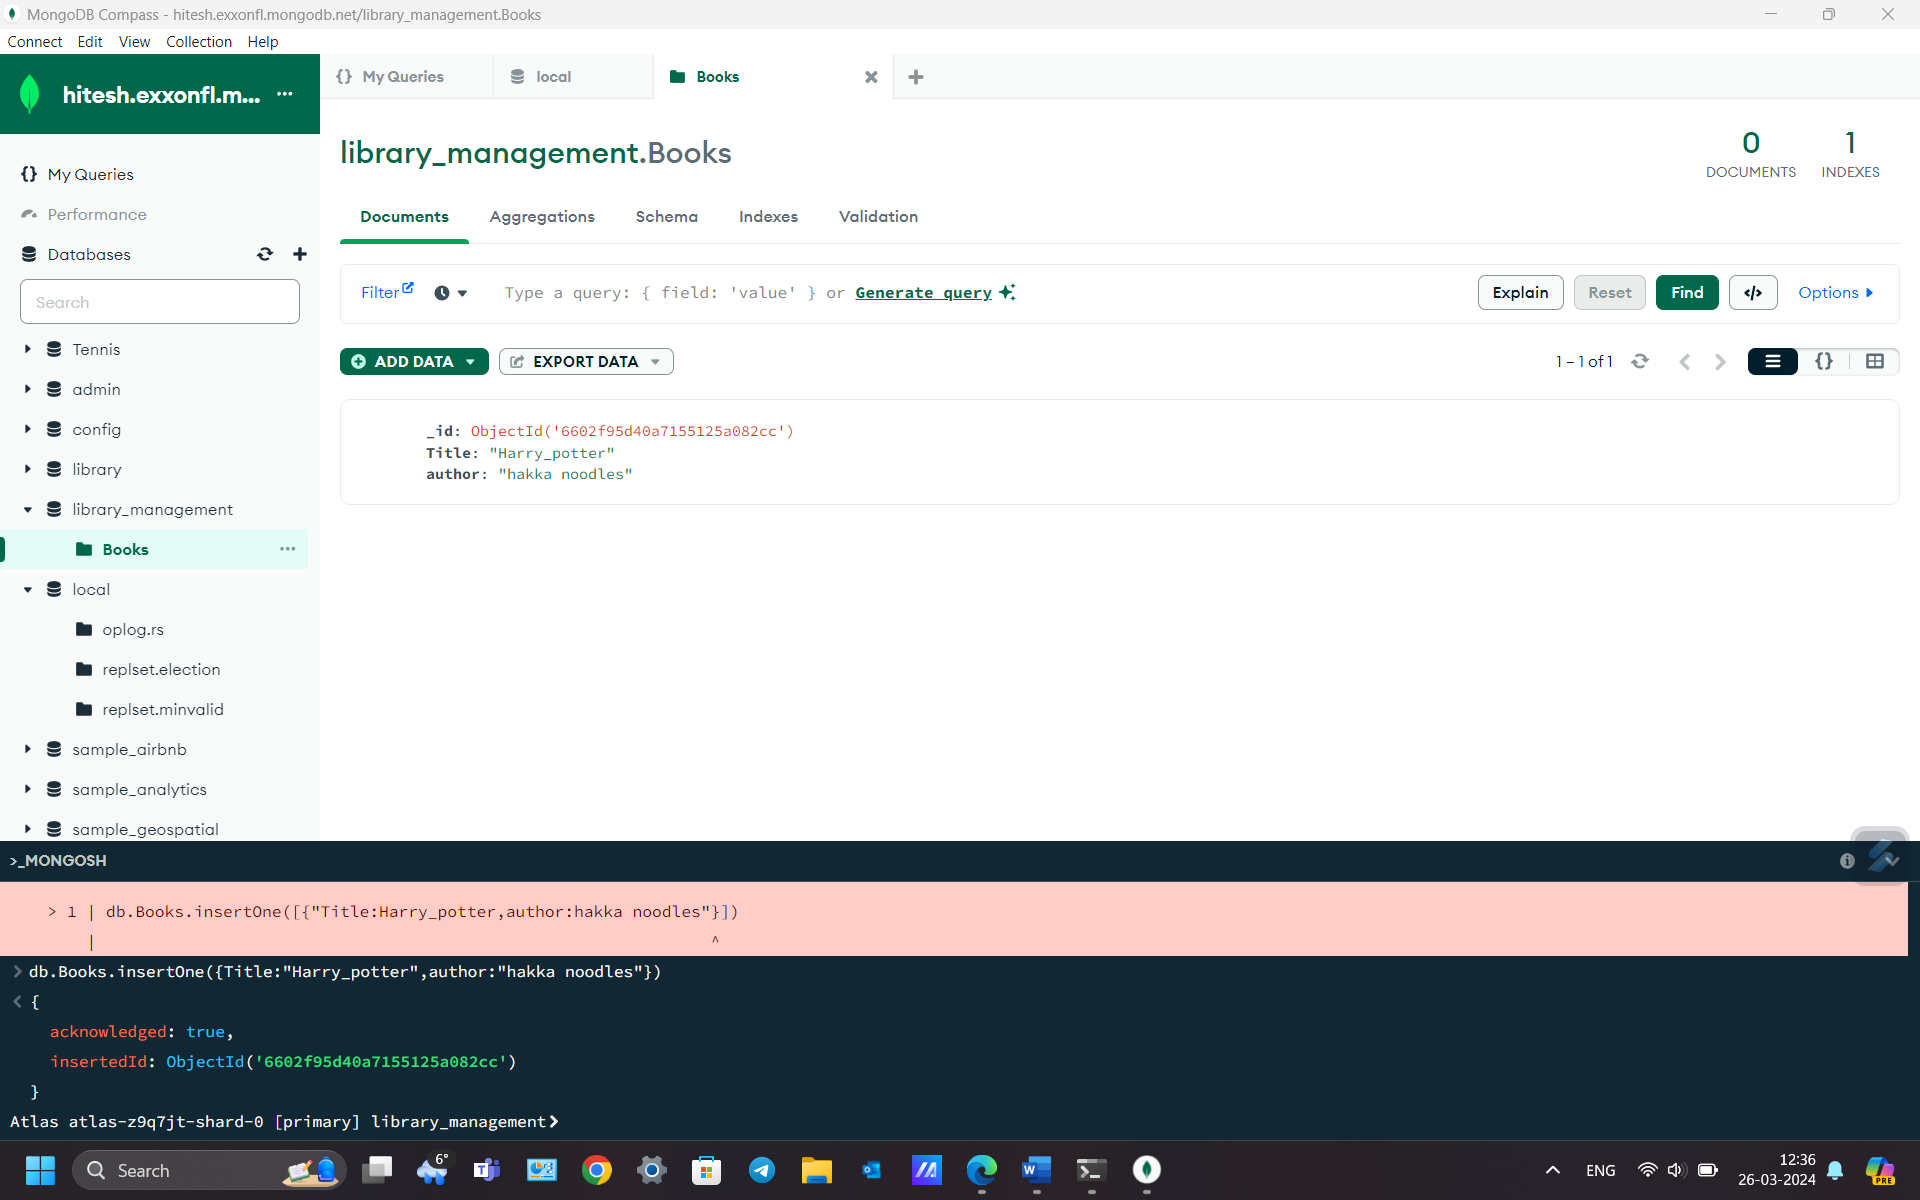 MongoDB Compass - hitesh.exxonfl.mongodb.net/library_management.Books
Connect Edit View Collection Help
hitesh.exxonfl.m... ...
My Queries
Performance
Databases
Search
Tennis
admin
config
library
library_management
Books
local
oplog.rs
replset.election
replset.minvalid
sample_airbnb
sample_analytics
sample_geospatial
{} My Queries local Books
library_management.Books
0 1
DOCUMENTS INDEXES
Documents Aggregations Schema Indexes Validation
Filter Type a query: { field: 'value' } or Generate query Explain Reset Find </> Options
ADD DATA EXPORT DATA 1 – 1 of 1 {}
_id: ObjectId('6602f95d40a7155125a082cc')
Title: "Harry_potter"
author: "hakka noodles"
>_MONGOSH
> 1 | db.Books.insertOne([{"Title:Harry_potter,author:hakka noodles"}])
| ^
> db.Books.insertOne({Title:"Harry_potter",author:"hakka noodles"})
< {
acknowledged: true,
insertedId: ObjectId('6602f95d40a7155125a082cc')
}
Atlas atlas-z9q7jt-shard-0 [primary] library_management>
Search 6° ENG 12:36
26-03-2024 PRE